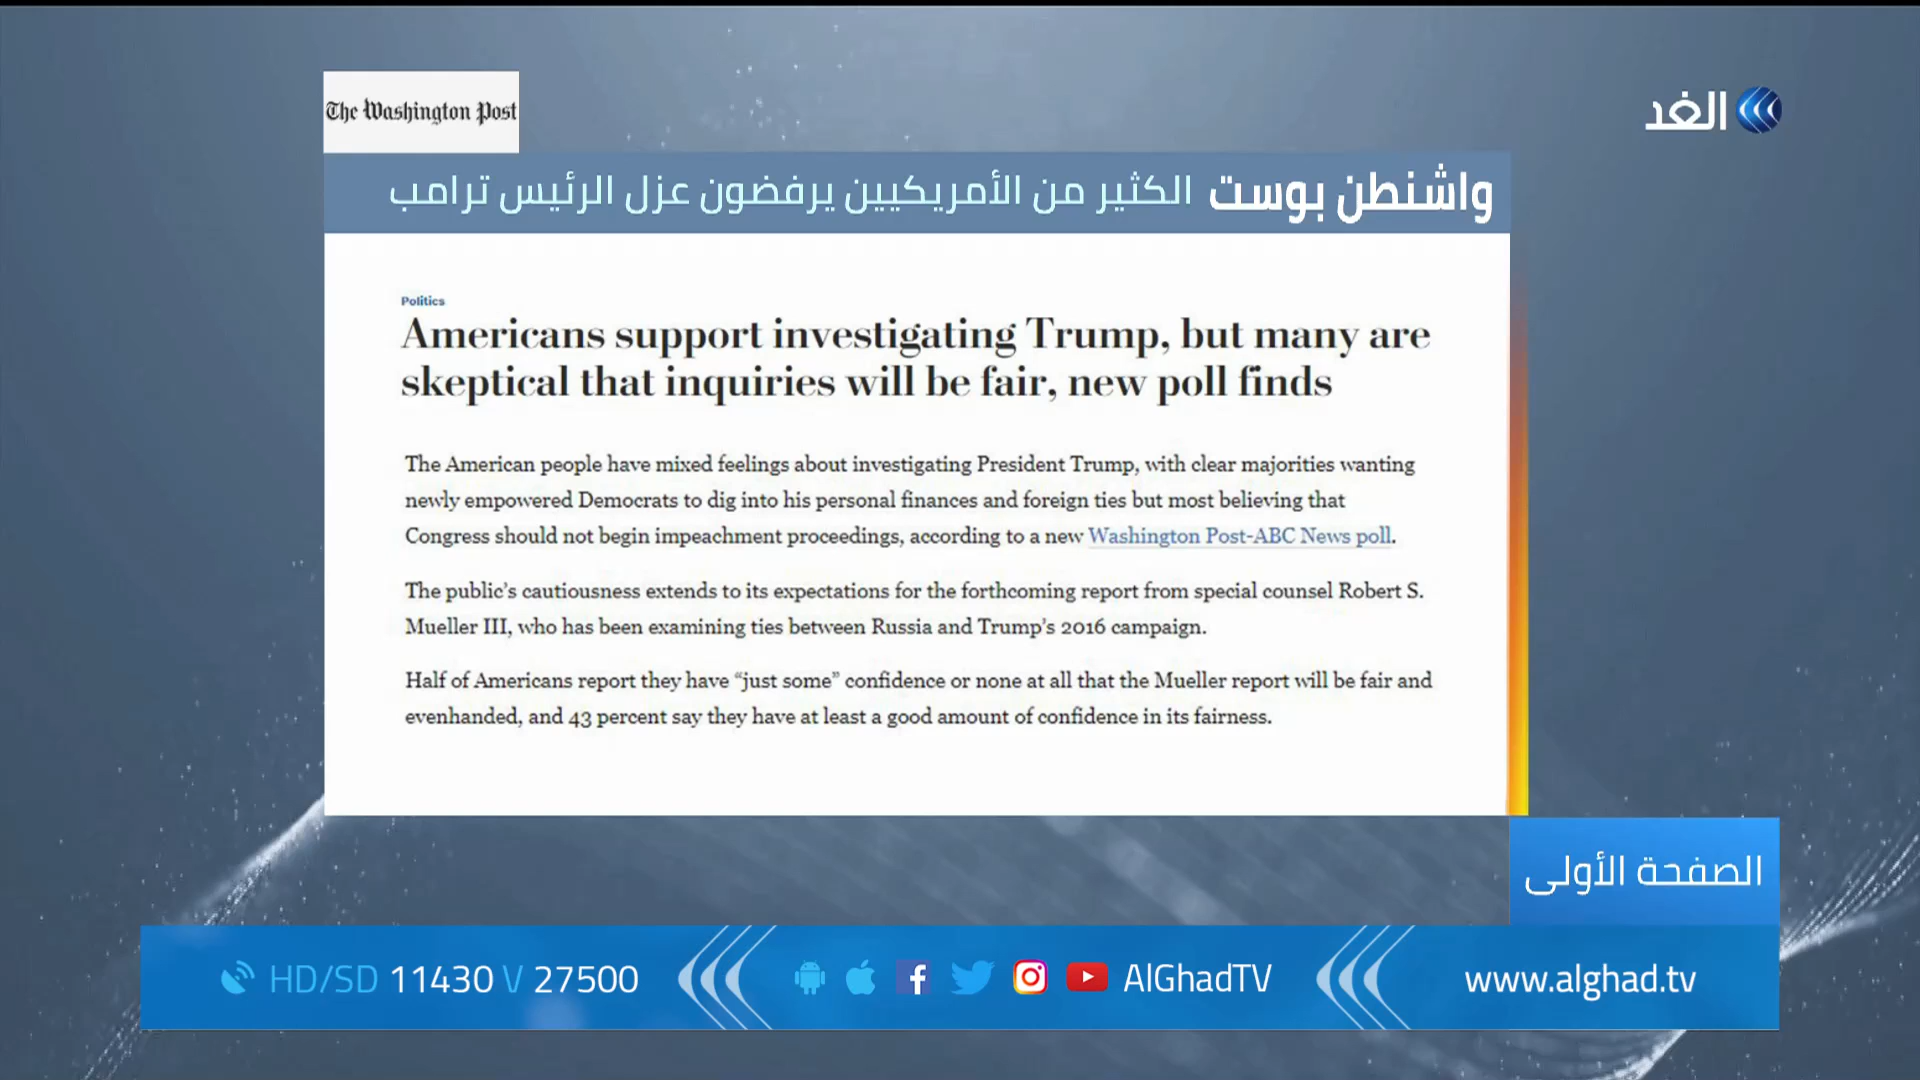 The Washington Post
الغد
واشنطن بوست الكثير من الأمريكيين يرفضون عزل الرئيس ترامب
Politics
Americans support investigating Trump, but many are
skeptical that inquiries will be fair, new poll finds
The American people have mixed feelings about investigating President Trump, with clear majorities wanting
newly empowered Democrats to dig into his personal finances and foreign ties but most believing that
Congress should not begin impeachment proceedings, according to a new Washington Post-ABC News poll.
The public’s cautiousness extends to its expectations for the forthcoming report from special counsel Robert S.
Mueller III, who has been examining ties between Russia and Trump’s 2016 campaign.
Half of Americans report they have “just some” confidence or none at all that the Mueller report will be fair and
evenhanded, and 43 percent say they have at least a good amount of confidence in its fairness.
الصفحة الأولى
HD/SD 11430 V 27500
AlGhadTV
www.alghad.tv